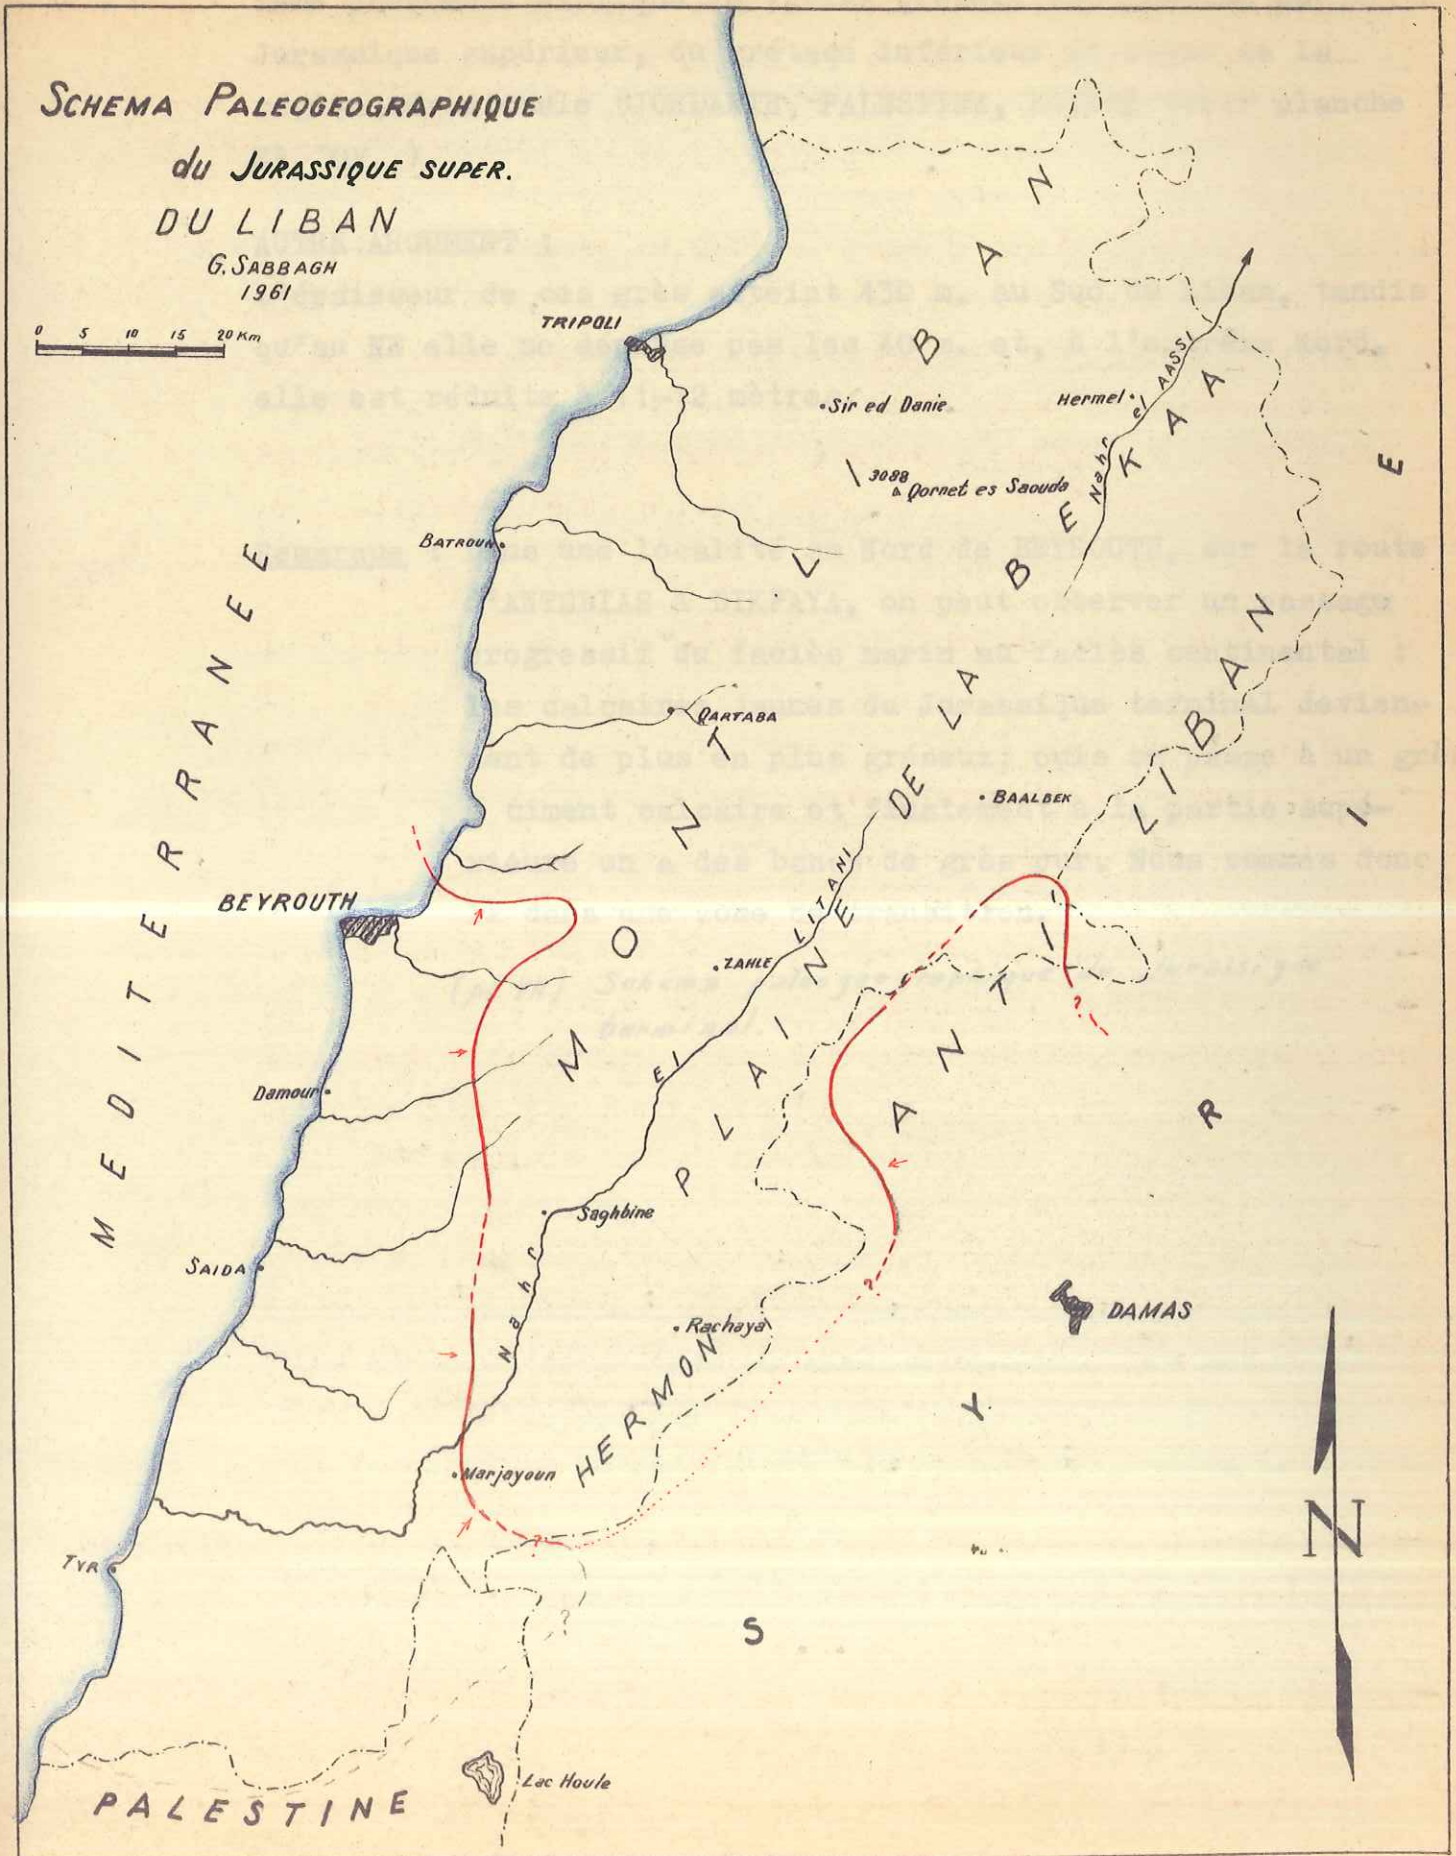 SCHEMA PALEOGEOGRAPHIQUE
du JURASSIQUE SUPER.
DU LIBAN
G. SABBAGH
1961
0 5 10 15 20 Km
TRIPOLI
Sir ed Danie
Hermel
Nahr el AASSI
3088
Qornet es Saouda
BATROUN
QARTABA
BAALBEK
BEYROUTH
ZAHLE
Nahr El LITANI
Damour
Saghbine
SAIDA
Rachaya
DAMAS
HERMON
Marjayoun
TYR
Lac Houle
PALESTINE
MEDITERRANEE
MONT LIBAN
PLAINE DE LA BEKAA
ANTI LIBAN
SYRIE
N
?
?
?
?